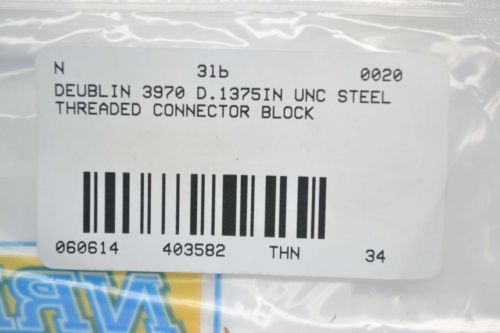 N 31b 0020
DEUBLIN 3970 D.1375IN UNC STEEL
THREADED CONNECTOR BLOCK
060614 403582 THN 34